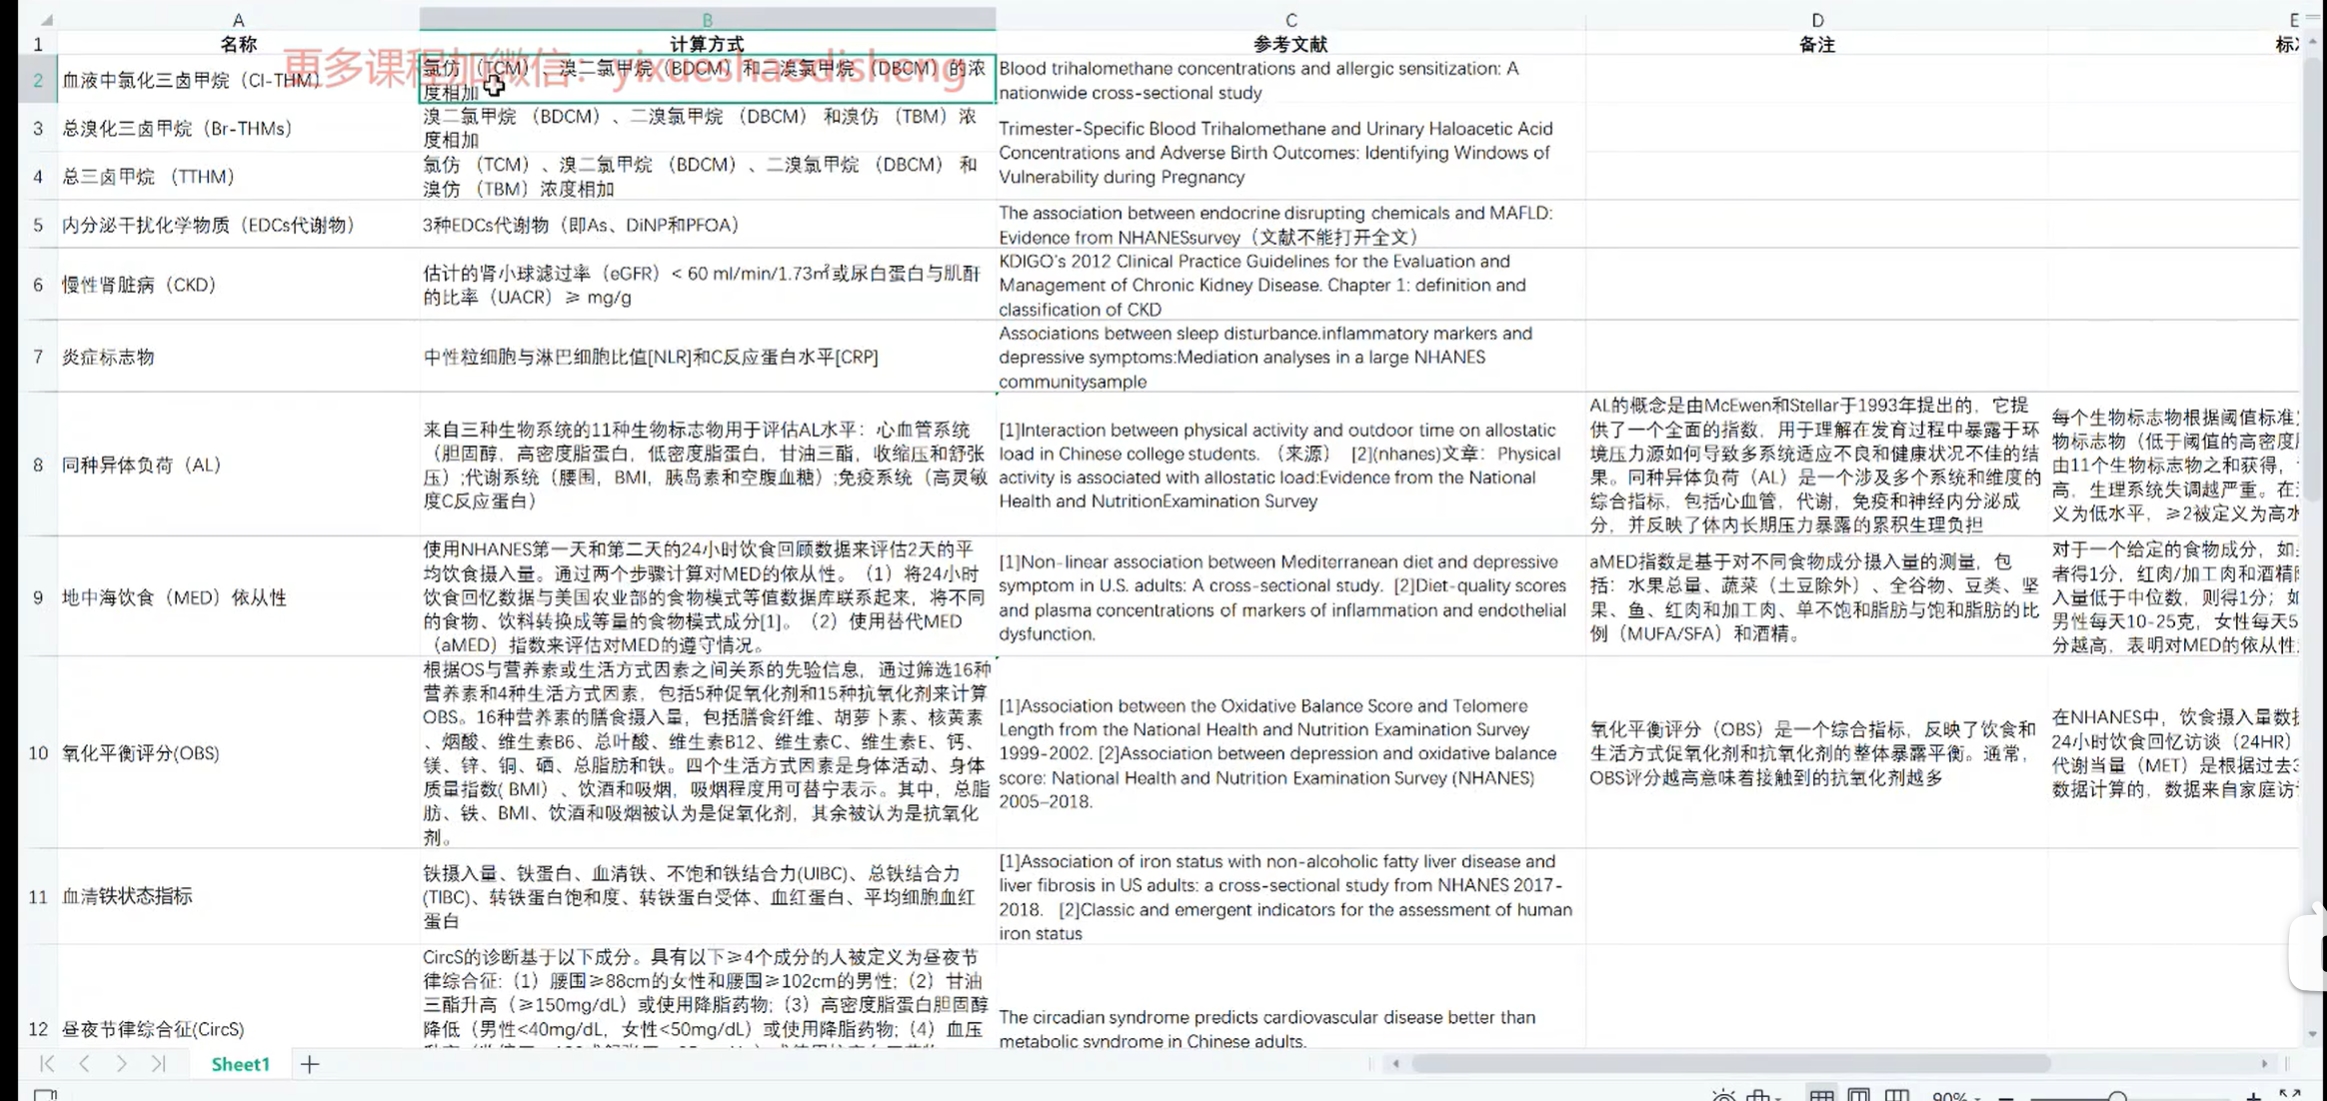 A B C D E
1 名称 计算方式 参考文献 备注
更多课程加微信：yixueshaodisheng
2 血液中氯化三卤甲烷（Cl-THM）
氯仿 （TCM）、溴二氯甲烷（BDCM）和二溴氯甲烷 （DBCM）的浓
度相加
Blood trihalomethane concentrations and allergic sensitization: A
nationwide cross-sectional study
3 总溴化三卤甲烷（Br-THMs）
溴二氯甲烷 （BDCM）、二溴氯甲烷 （DBCM） 和溴仿 （TBM）浓
度相加
Trimester-Specific Blood Trihalomethane and Urinary Haloacetic Acid
Concentrations and Adverse Birth Outcomes: Identifying Windows of
Vulnerability during Pregnancy
4 总三卤甲烷 （TTHM）
氯仿 （TCM）、溴二氯甲烷 （BDCM）、二溴氯甲烷 （DBCM） 和
溴仿 （TBM）浓度相加
5 内分泌干扰化学物质（EDCs代谢物）
3种EDCs代谢物（即As、DiNP和PFOA）
The association between endocrine disrupting chemicals and MAFLD:
Evidence from NHANESsurvey（文献不能打开全文）
6 慢性肾脏病（CKD）
估计的肾小球滤过率（eGFR）< 60 ml/min/1.73㎡或尿白蛋白与肌酐
的比率（UACR）≥ mg/g
KDIGO's 2012 Clinical Practice Guidelines for the Evaluation and
Management of Chronic Kidney Disease. Chapter 1: definition and
classification of CKD
7 炎症标志物
中性粒细胞与淋巴细胞比值[NLR]和C反应蛋白水平[CRP]
Associations between sleep disturbance.inflammatory markers and
depressive symptoms:Mediation analyses in a large NHANES
communitysample
8 同种异体负荷（AL）
来自三种生物系统的11种生物标志物用于评估AL水平：心血管系统
（胆固醇，高密度脂蛋白，低密度脂蛋白，甘油三酯，收缩压和舒张
压）;代谢系统（腰围，BMI，胰岛素和空腹血糖）;免疫系统（高灵敏
度C反应蛋白）
[1]Interaction between physical activity and outdoor time on allostatic
load in Chinese college students. （来源） [2](nhanes)文章：Physical
activity is associated with allostatic load:Evidence from the National
Health and NutritionExamination Survey
AL的概念是由McEwen和Stellar于1993年提出的，它提
供了一个全面的指数，用于理解在发育过程中暴露于环
境压力源如何导致多系统适应不良和健康状况不佳的结
果。同种异体负荷（AL）是一个涉及多个系统和维度的
综合指标，包括心血管，代谢，免疫和神经内分泌成
分，并反映了体内长期压力暴露的累积生理负担
每个生物标志物根据阈值标准
物标志物（低于阈值的高密度
由11个生物标志物之和获得，
高，生理系统失调越严重。在
义为低水平，≥2被定义为高水
9 地中海饮食（MED）依从性
使用NHANES第一天和第二天的24小时饮食回顾数据来评估2天的平
均饮食摄入量。通过两个步骤计算对MED的依从性。（1）将24小时
饮食回忆数据与美国农业部的食物模式等值数据库联系起来，将不同
的食物、饮料转换成等量的食物模式成分[1]。（2）使用替代MED
（aMED）指数来评估对MED的遵守情况。
[1]Non-linear association between Mediterranean diet and depressive
symptom in U.S. adults: A cross-sectional study. [2]Diet-quality scores
and plasma concentrations of markers of inflammation and endothelial
dysfunction.
aMED指数是基于对不同食物成分摄入量的测量，包
括：水果总量、蔬菜（土豆除外）、全谷物、豆类、坚
果、鱼、红肉和加工肉、单不饱和脂肪与饱和脂肪的比
例（MUFA/SFA）和酒精。
对于一个给定的食物成分，如
者得1分，红肉/加工肉和酒精
入量低于中位数，则得1分；如
男性每天10-25克，女性每天5
分越高，表明对MED的依从性
10 氧化平衡评分(OBS)
根据OS与营养素或生活方式因素之间关系的先验信息，通过筛选16种
营养素和4种生活方式因素，包括5种促氧化剂和15种抗氧化剂来计算
OBS。16种营养素的膳食摄入量，包括膳食纤维、胡萝卜素、核黄素
、烟酸、维生素B6、总叶酸、维生素B12、维生素C、维生素E、钙、
镁、锌、铜、硒、总脂肪和铁。四个生活方式因素是身体活动、身体
质量指数( BMI）、饮酒和吸烟，吸烟程度用可替宁表示。其中，总脂
肪、铁、BMI、饮酒和吸烟被认为是促氧化剂，其余被认为是抗氧化
剂。
[1]Association between the Oxidative Balance Score and Telomere
Length from the National Health and Nutrition Examination Survey
1999-2002. [2]Association between depression and oxidative balance
score: National Health and Nutrition Examination Survey (NHANES)
2005–2018.
氧化平衡评分（OBS）是一个综合指标，反映了饮食和
生活方式促氧化剂和抗氧化剂的整体暴露平衡。通常，
OBS评分越高意味着接触到的抗氧化剂越多
在NHANES中，饮食摄入量数
24小时饮食回忆访谈（24HR）
代谢当量（MET）是根据过去
数据计算的，数据来自家庭访
11 血清铁状态指标
铁摄入量、铁蛋白、血清铁、不饱和铁结合力(UIBC)、总铁结合力
(TIBC)、转铁蛋白饱和度、转铁蛋白受体、血红蛋白、平均细胞血红
蛋白
[1]Association of iron status with non-alcoholic fatty liver disease and
liver fibrosis in US adults: a cross-sectional study from NHANES 2017-
2018. [2]Classic and emergent indicators for the assessment of human
iron status
12 昼夜节律综合征(CircS)
CircS的诊断基于以下成分。具有以下≥4个成分的人被定义为昼夜节
律综合征:（1）腰围≥88cm的女性和腰围≥102cm的男性;（2）甘油
三酯升高（≥150mg/dL）或使用降脂药物;（3）高密度脂蛋白胆固醇
降低（男性<40mg/dL，女性<50mg/dL）或使用降脂药物;（4）血压
The circadian syndrome predicts cardiovascular disease better than
metabolic syndrome in Chinese adults.
Sheet1
90%